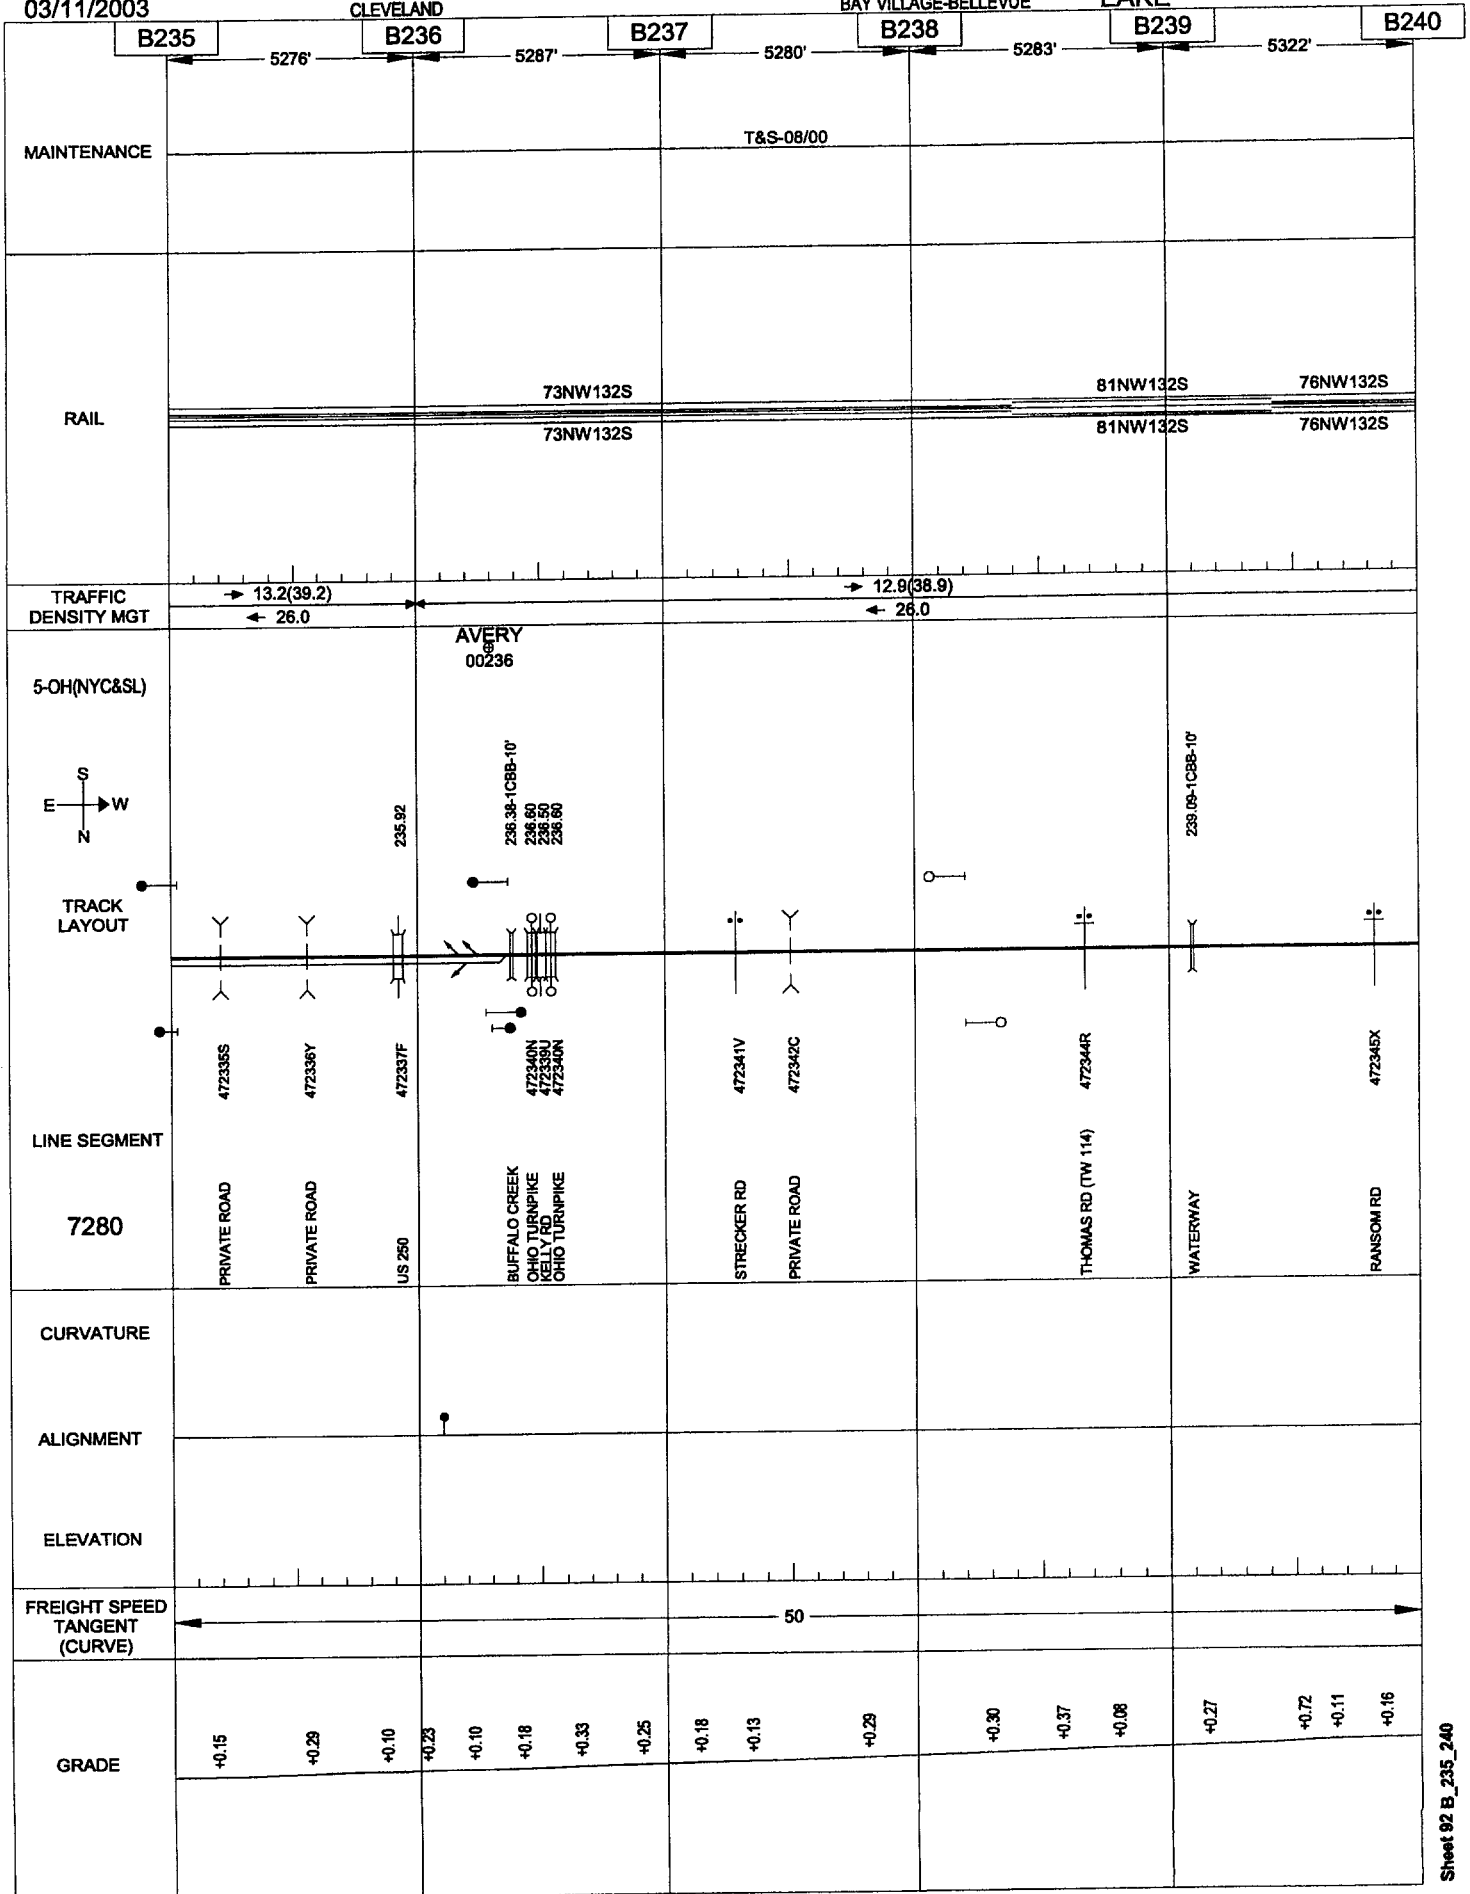 03/11/2003 CLEVELAND BAY VILLAGE-BELLEVUE LAKE
B235 B236 B237 B238 B239 B240
5276' 5287' 5280' 5283' 5322'
MAINTENANCE T&S-08/00
RAIL
73NW132S 81NW132S 76NW132S
73NW132S 81NW132S 76NW132S
TRAFFIC DENSITY MGT
13.2(39.2) 12.9(38.9)
26.0 26.0
AVERY
00236
5-OH(NYC&SL)
S
E W
N
235.92
236.38-1CBB-10'
236.60
236.50
236.60
239.09-1CBB-10'
TRACK
LAYOUT
472335S
472336Y
472337F
472340N
472339U
472340N
472341V
472342C
472344R
472345X
LINE SEGMENT
7280
PRIVATE ROAD
PRIVATE ROAD
US 250
BUFFALO CREEK
OHIO TURNPIKE
KELLY RD
OHIO TURNPIKE
STRECKER RD
PRIVATE ROAD
THOMAS RD (TW 114)
WATERWAY
RANSOM RD
CURVATURE
ALIGNMENT
ELEVATION
FREIGHT SPEED
TANGENT
(CURVE)
50
GRADE
+0.15
+0.29
+0.10
+0.23
+0.10
+0.18
+0.33
+0.25
+0.18
+0.13
+0.29
+0.30
+0.37
+0.08
+0.27
+0.72
+0.11
+0.16
Sheet 92 B_235_240